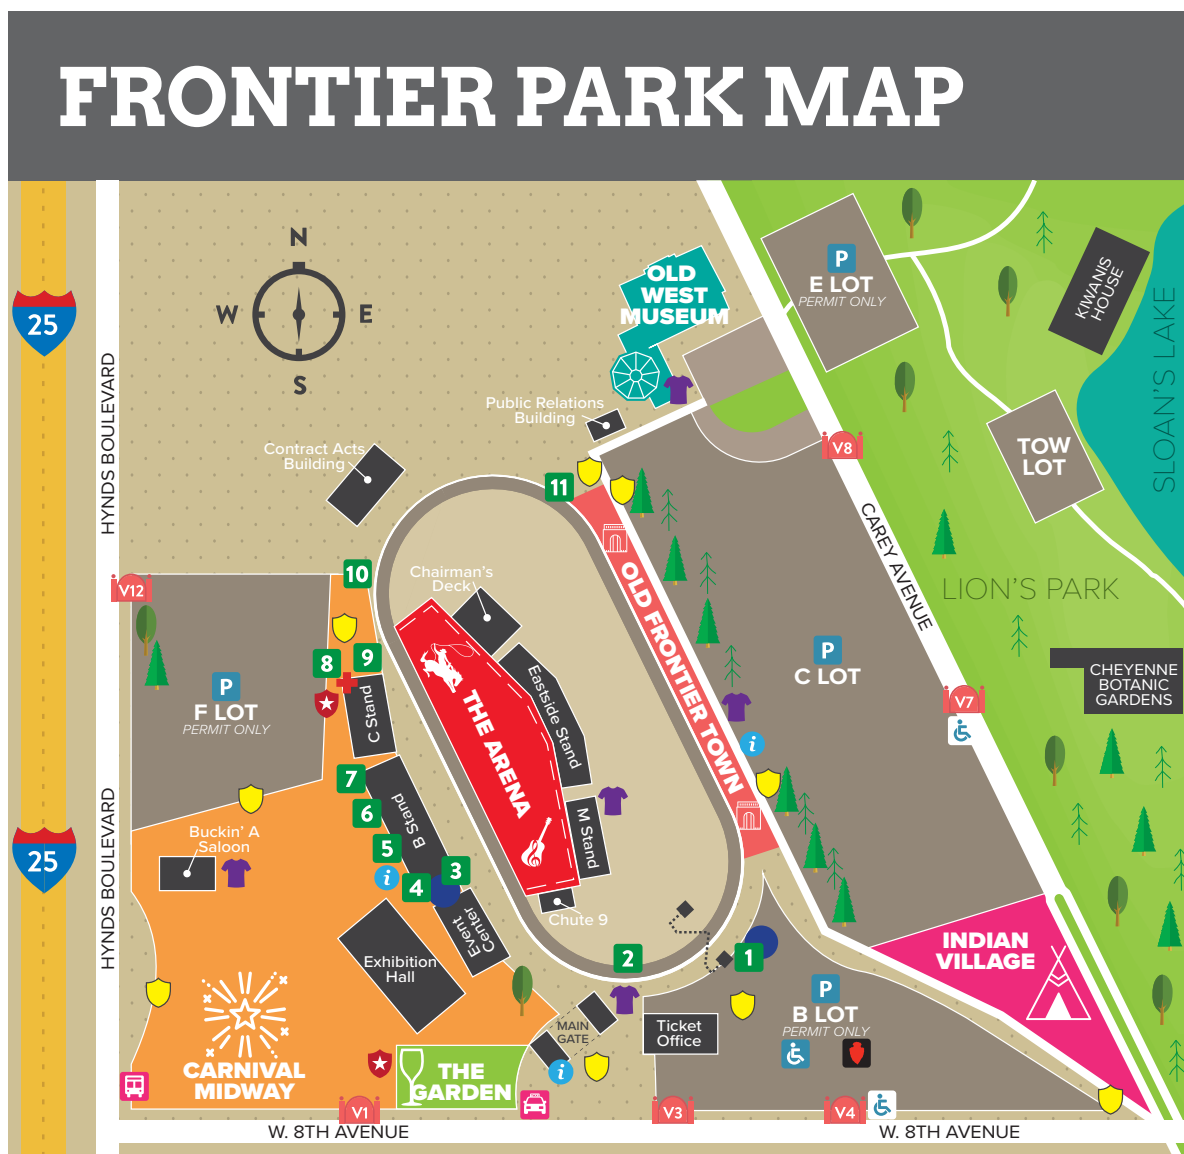 FRONTIER PARK MAP
N
W
E
S
25
HYNDS BOULEVARD
OLD
WEST
MUSEUM
P
E LOT
PERMIT ONLY
KIWANIS
HOUSE
SLOAN'S LAKE
Public Relations
Building
Contract Acts
Building
TOW
LOT
V8
11
CAREY AVENUE
LION'S PARK
V12
10
Chairman's
Deck
8
9
P
F LOT
PERMIT ONLY
C Stand
THE ARENA
Eastside Stand
OLD FRONTIER TOWN
P
C LOT
CHEYENNE
BOTANIC
GARDENS
V7
i
7
6
B Stand
5
i
4
3
M Stand
HYNDS BOULEVARD
25
Buckin' A
Saloon
Chute 9
Event
Center
Exhibition
Hall
2
1
INDIAN
VILLAGE
P
B LOT
PERMIT ONLY
MAIN
GATE
Ticket
Office
i
CARNIVAL
MIDWAY
THE
GARDEN
V1
V3
V4
W. 8TH AVENUE
W. 8TH AVENUE